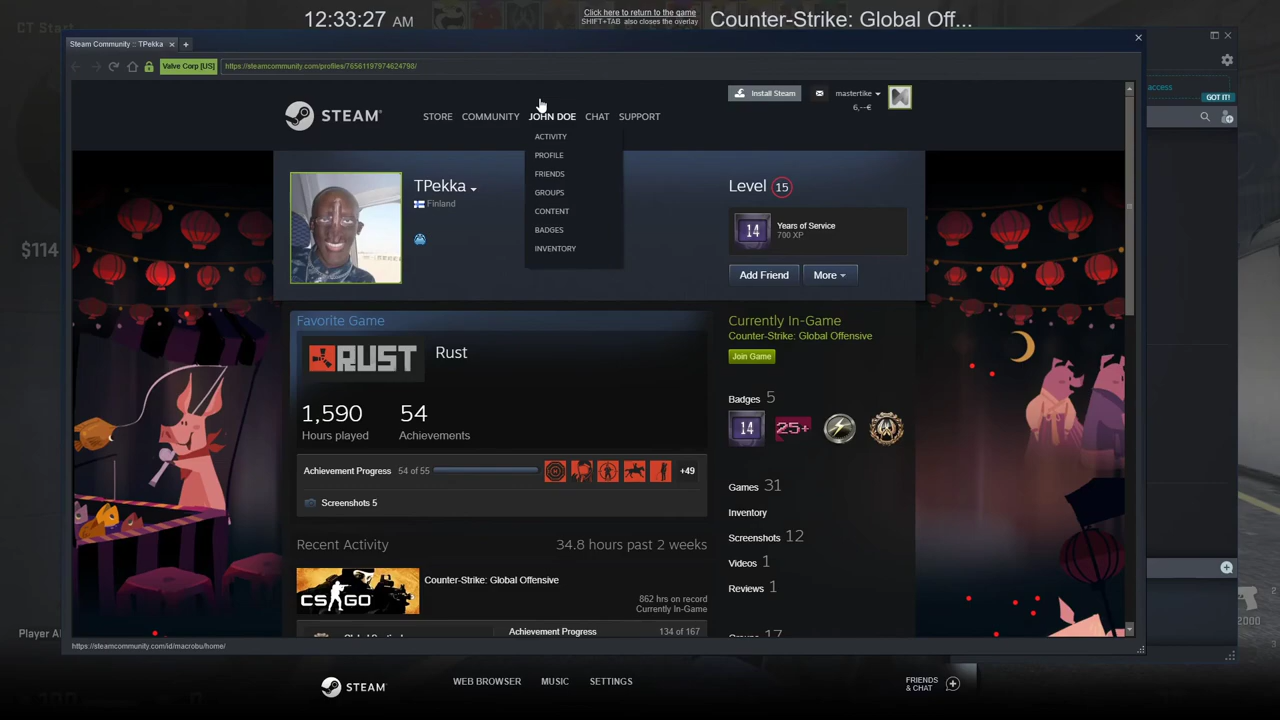 CT Start
12:33:27 AM
Click here to return to the game
SHIFT+TAB also closes the overlay
Counter-Strike: Global Off...
Steam Community :: TPekka
Valve Corp [US]
https://steamcommunity.com/profiles/76561197974624798/
access
GOT IT!
STEAM
STORE
COMMUNITY
JOHN DOE
CHAT
SUPPORT
Install Steam
mastertike
6,--€
ACTIVITY
PROFILE
FRIENDS
GROUPS
CONTENT
BADGES
INVENTORY
TPekka
Finland
Level 15
14
Years of Service
700 XP
Add Friend
More
$114
Favorite Game
RUST
Rust
1,590
Hours played
54
Achievements
Achievement Progress 54 of 55
+49
Screenshots 5
Currently In-Game
Counter-Strike: Global Offensive
Join Game
Badges 5
14
25+
Games 31
Inventory
Screenshots 12
Videos 1
Reviews 1
Recent Activity
34.8 hours past 2 weeks
CS:GO
Counter-Strike: Global Offensive
862 hrs on record
Currently In-Game
Achievement Progress
134 of 167
Player Al
2000
https://steamcommunity.com/id/macrobu/home/
STEAM
WEB BROWSER
MUSIC
SETTINGS
FRIENDS
& CHAT